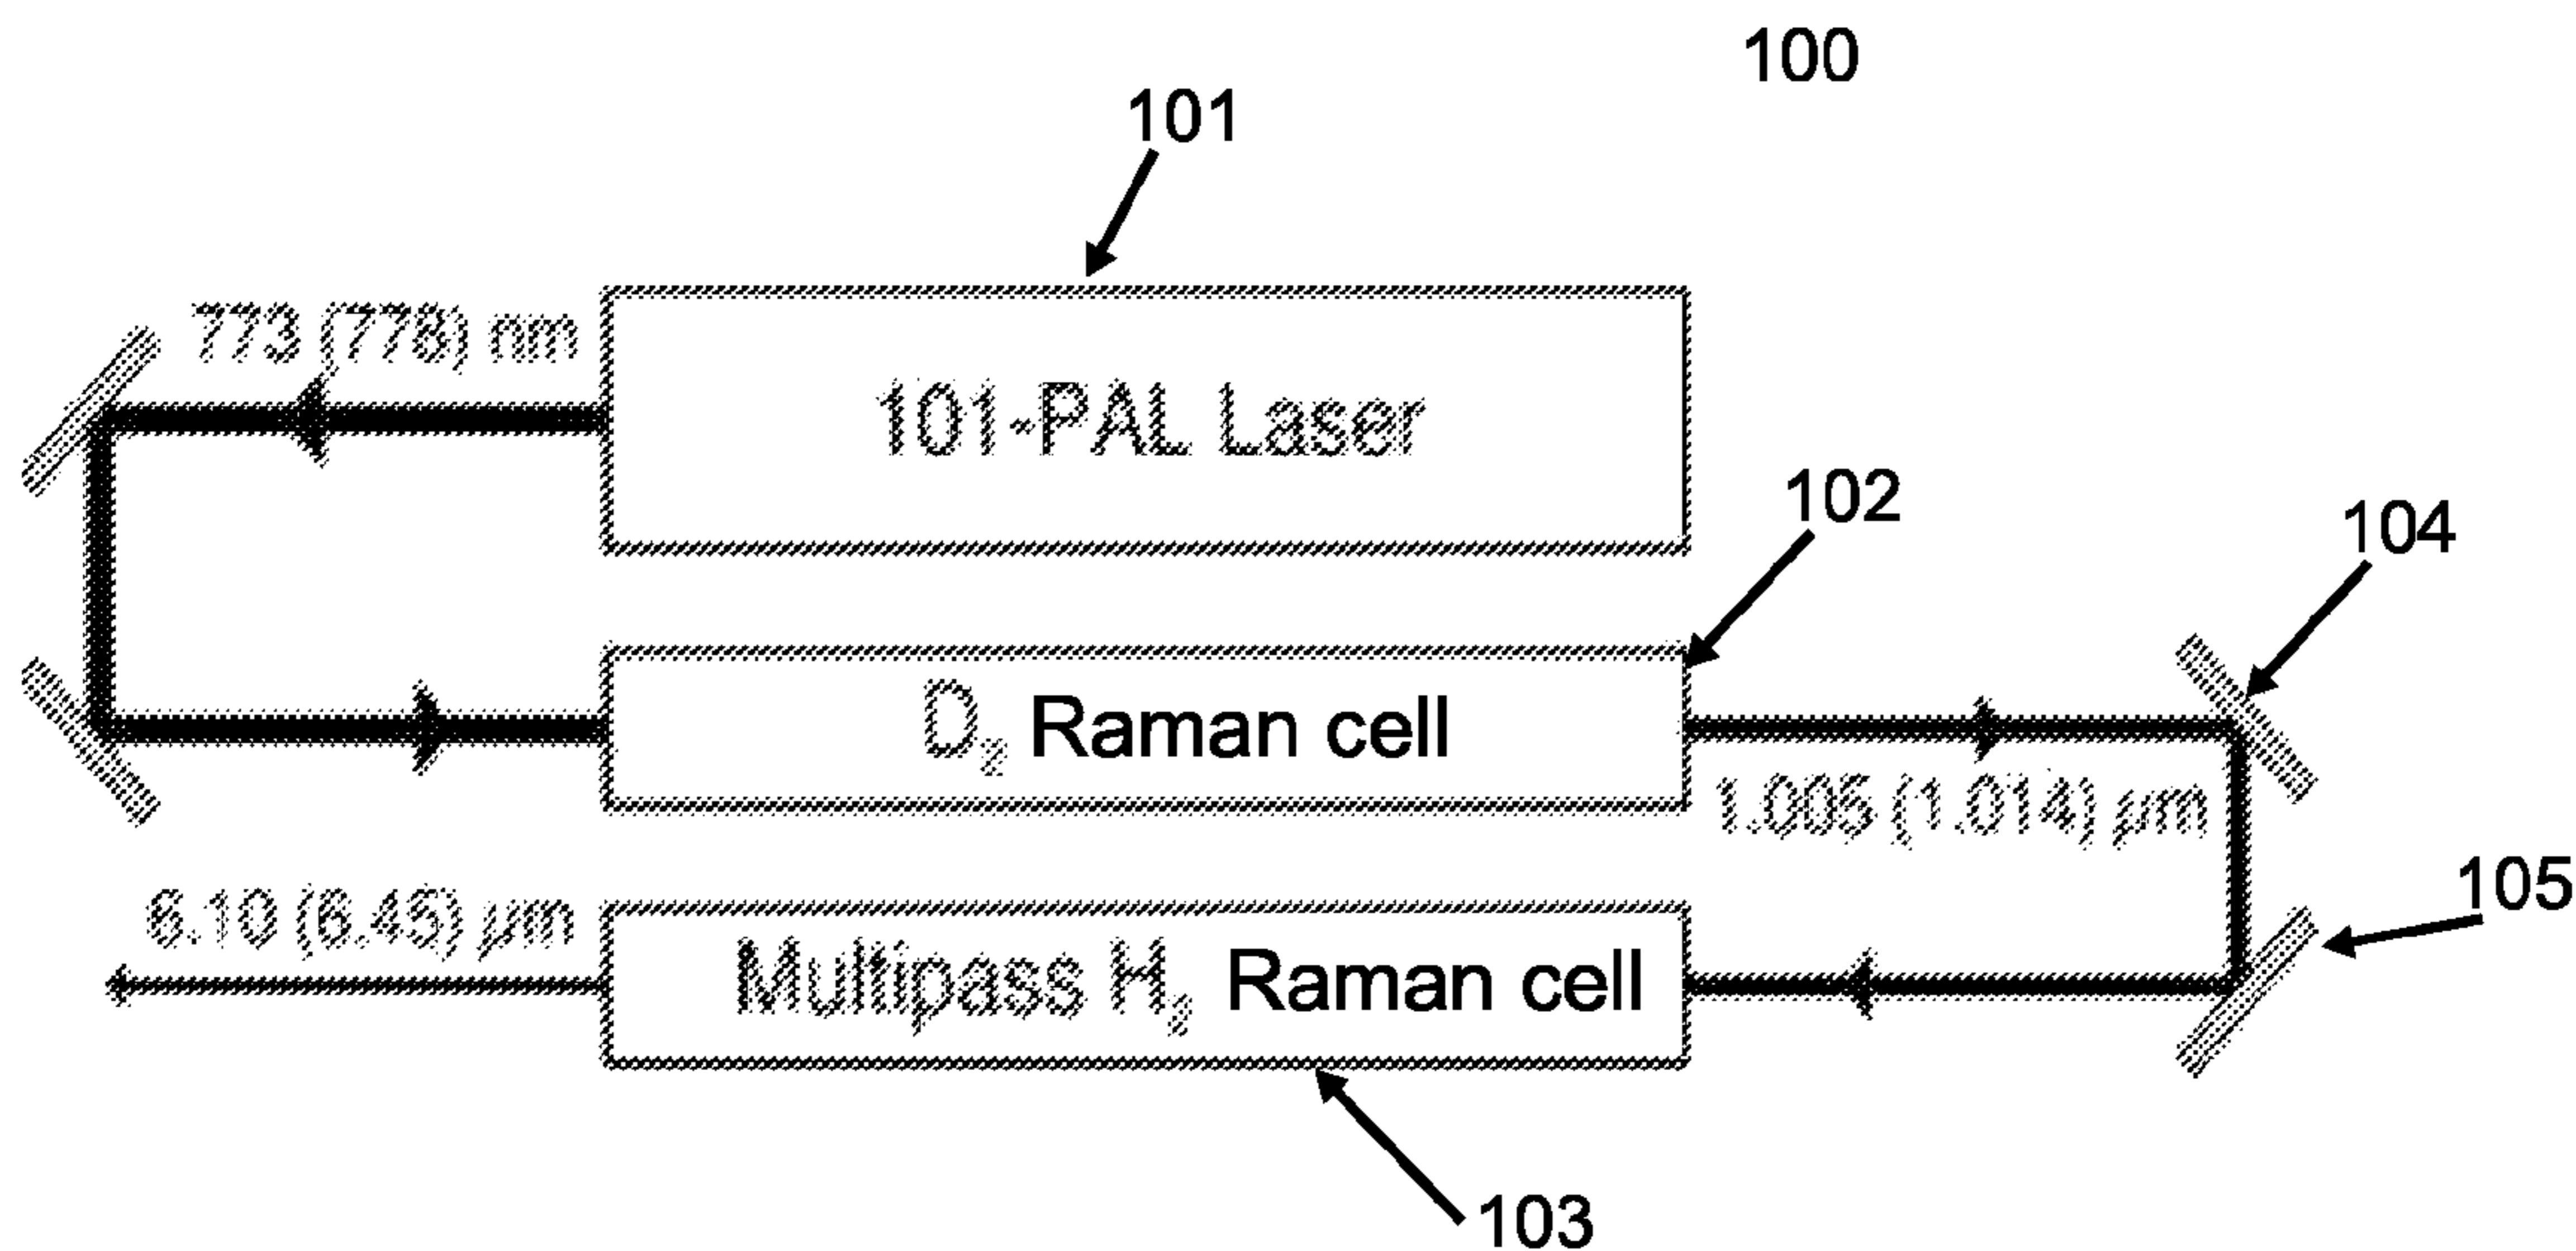 100
101
773 (778) nm
101-PAL Laser
102
104
D₂ Raman cell
1.005 (1.014) μm
105
6.10 (6.45) μm
Multipass H₂ Raman cell
103